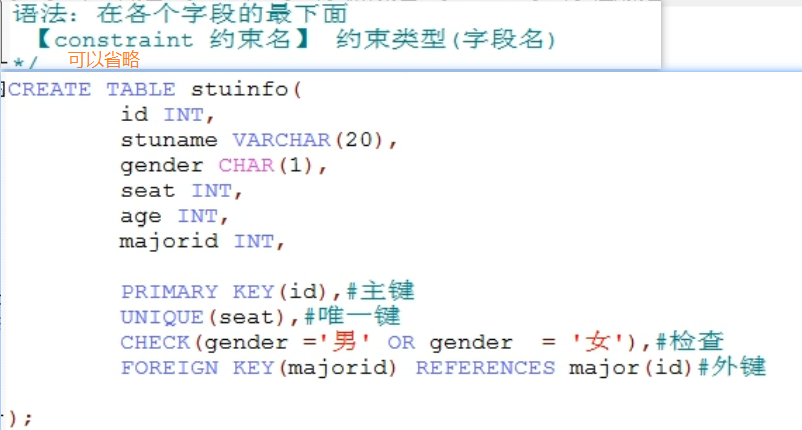 语法：在各个字段的最下面
【constraint 约束名】 约束类型(字段名)
*/ 可以省略
CREATE TABLE stuinfo(
id INT,
stuname VARCHAR(20),
gender CHAR(1),
seat INT,
age INT,
majorid INT,
PRIMARY KEY(id),#主键
UNIQUE(seat),#唯一键
CHECK(gender ='男' OR gender = '女'),#检查
FOREIGN KEY(majorid) REFERENCES major(id)#外键
);